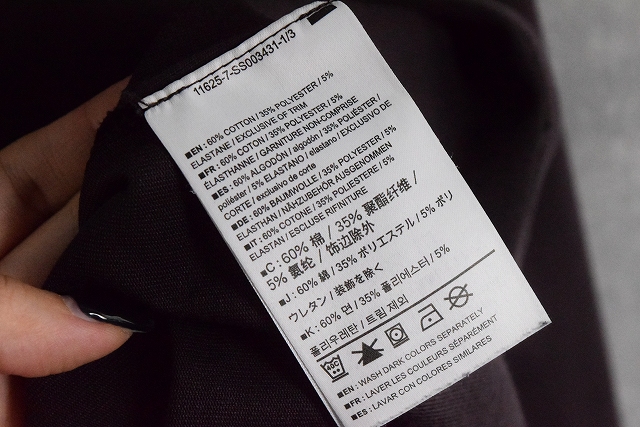 11625-7-SS003431-1/3
■EN: 60% COTTON / 35% POLYESTER / 5%
ELASTANE / EXCLUSIVE OF TRIM
■FR: 60% COTON / 35% POLYESTER / 5%
ÉLASTHANNE / GARNITURE NON-COMPRISE
■ES: 60% ALGODÓN / algodón / 35% POLIÉSTER /
poliéster / 5% ELASTANO / elastano / EXCLUSIVO DE
CORTE / exclusivo de corte
■DE: 60% BAUMWOLLE / 35% POLYESTER / 5%
ELASTHAN / NÄHZUBEHÖR AUSGENOMMEN
■IT: 60% COTONE / 35% POLIESTERE / 5%
ELASTAN / ESCLUSE RIFINITURE
■C: 60% 棉 / 35% 聚酯纤维 /
5% 氨纶 / 饰边除外
■J: 60% 綿 / 35% ポリエステル / 5% ポリ
ウレタン / 装飾を除く
■K: 60% 면 / 35% 폴리에스터 / 5%
폴리우레탄 / 트림 제외
40C
■EN: WASH DARK COLORS SEPARATELY
■FR: LAVER LES COULEURS SÉPARÉMENT
■ES: LAVAR CON COLORES SIMILARES